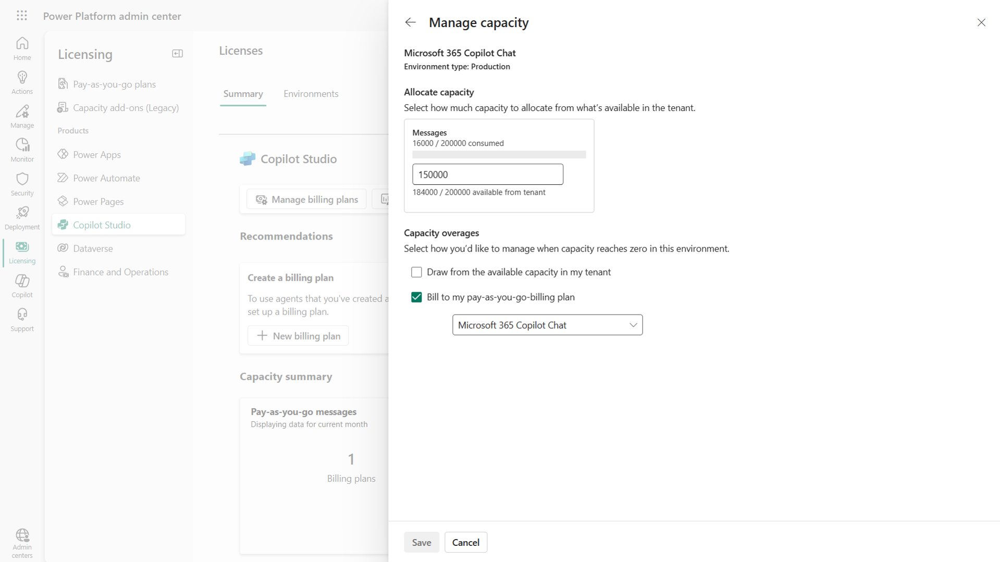 Power Platform admin center
Home
Actions
Manage
Monitor
Security
Deployment
Licensing
Copilot
Support
Admin
centers
Licensing
Pay-as-you-go plans
Capacity add-ons (Legacy)
Products
Power Apps
Power Automate
Power Pages
Copilot Studio
Dataverse
Finance and Operations
Licenses
Summary
Environments
Copilot Studio
Manage billing plans
Recommendations
Create a billing plan
To use agents that you've created a
set up a billing plan.
New billing plan
Capacity summary
Pay-as-you-go messages
Displaying data for current month
1
Billing plans
Manage capacity
Microsoft 365 Copilot Chat
Environment type: Production
Allocate capacity
Select how much capacity to allocate from what's available in the tenant.
Messages
16000 / 200000 consumed
150000
184000 / 200000 available from tenant
Capacity overages
Select how you'd like to manage when capacity reaches zero in this environment.
Draw from the available capacity in my tenant
Bill to my pay-as-you-go-billing plan
Microsoft 365 Copilot Chat
Save
Cancel